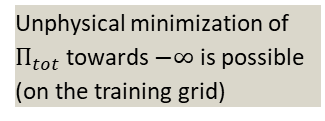 Unphysical minimization of
Π_tot towards −∞ is possible
(on the training grid)